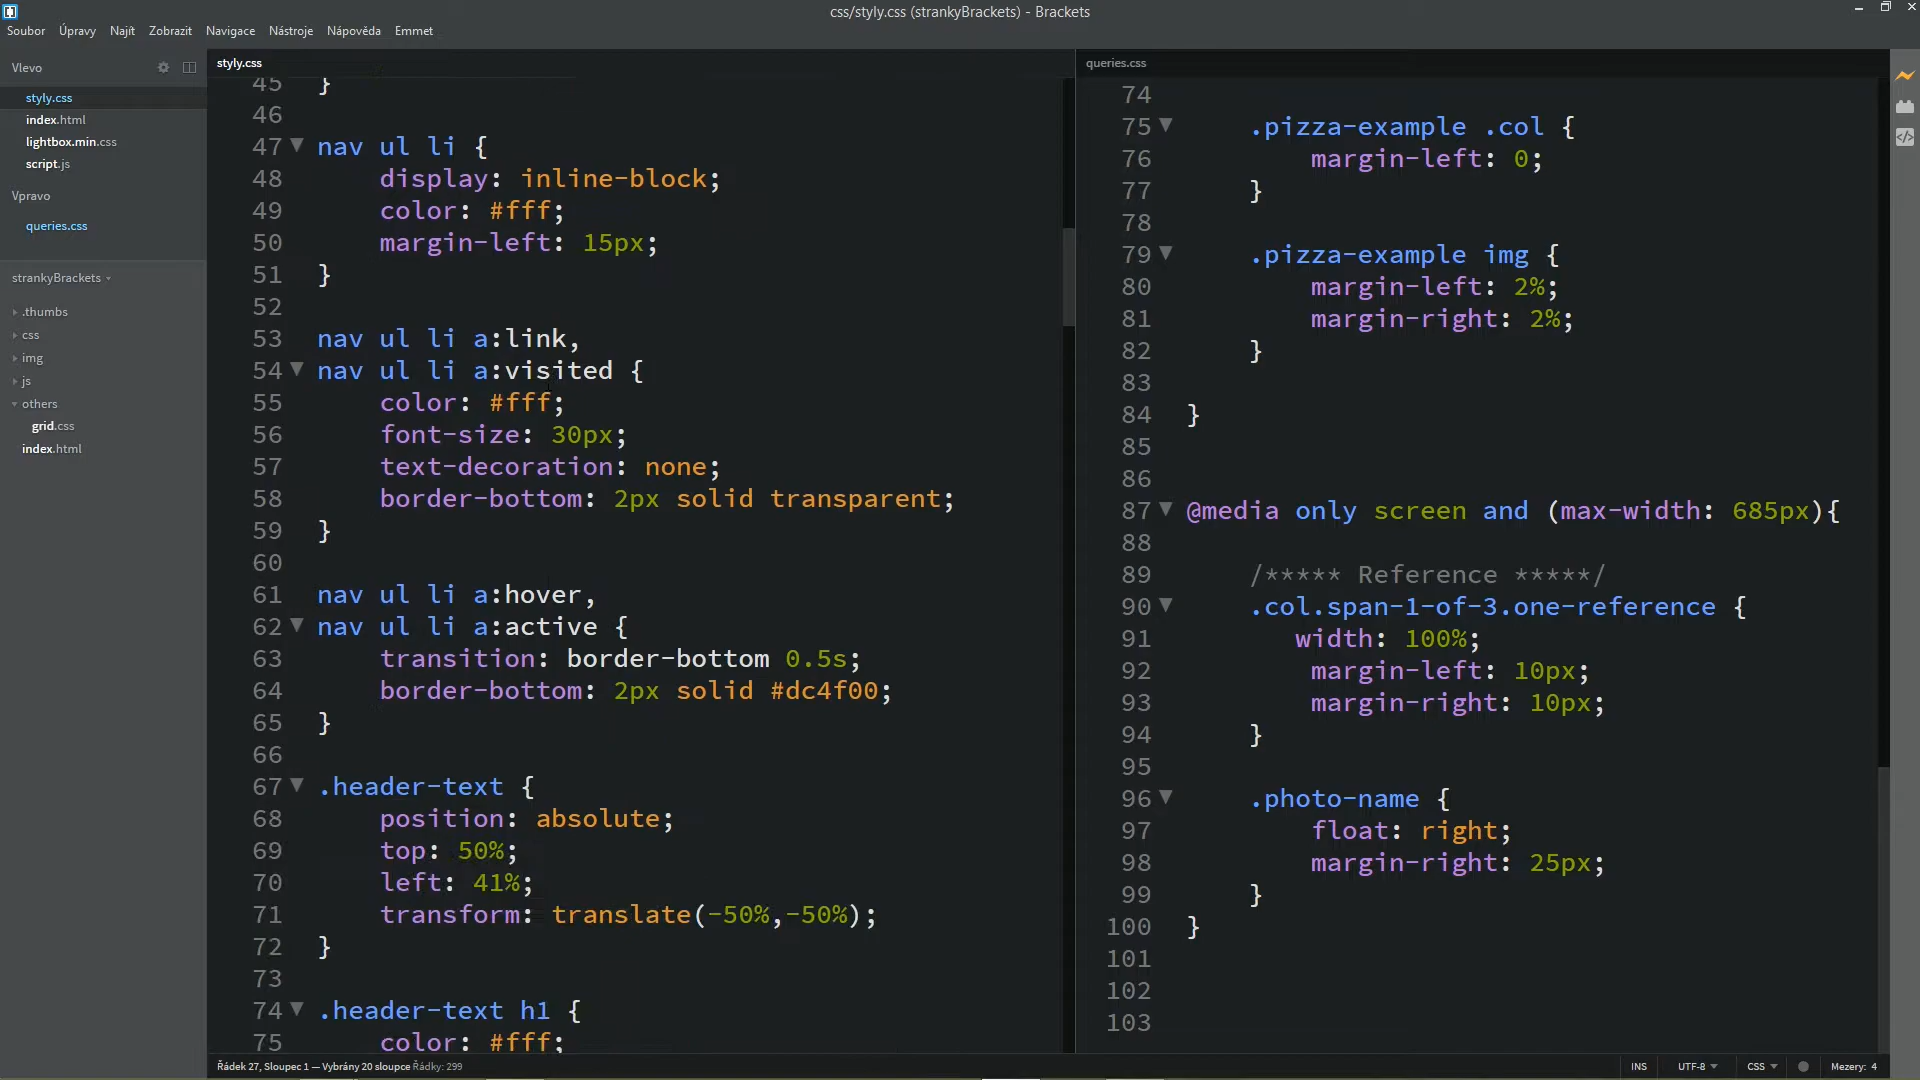 css/styly.css (strankyBrackets) - Brackets
Soubor Úpravy Najít Zobrazit Navigace Nástroje Nápověda Emmet
Vlevo
styly.css
index.html
lightbox.min.css
script.js
Vpravo
queries.css
strankyBrackets
.thumbs
css
img
js
others
grid.css
index.html
styly.css
45 }
46
47 nav ul li {
48 display: inline-block;
49 color: #fff;
50 margin-left: 15px;
51 }
52
53 nav ul li a:link,
54 nav ul li a:visited {
55 color: #fff;
56 font-size: 30px;
57 text-decoration: none;
58 border-bottom: 2px solid transparent;
59 }
60
61 nav ul li a:hover,
62 nav ul li a:active {
63 transition: border-bottom 0.5s;
64 border-bottom: 2px solid #dc4f00;
65 }
66
67 .header-text {
68 position: absolute;
69 top: 50%;
70 left: 41%;
71 transform: translate(-50%,-50%);
72 }
73
74 .header-text h1 {
75 color: #fff;
queries.css
74
75 .pizza-example .col {
76 margin-left: 0;
77 }
78
79 .pizza-example img {
80 margin-left: 2%;
81 margin-right: 2%;
82 }
83
84 }
85
86
87 @media only screen and (max-width: 685px){
88
89 /***** Reference *****/
90 .col.span-1-of-3.one-reference {
91 width: 100%;
92 margin-left: 10px;
93 margin-right: 10px;
94 }
95
96 .photo-name {
97 float: right;
98 margin-right: 25px;
99 }
100 }
101
102
103
Řádek 27, Sloupec 1 — Vybrány 20 sloupce Řádky: 299
INS UTF-8 CSS Mezery: 4